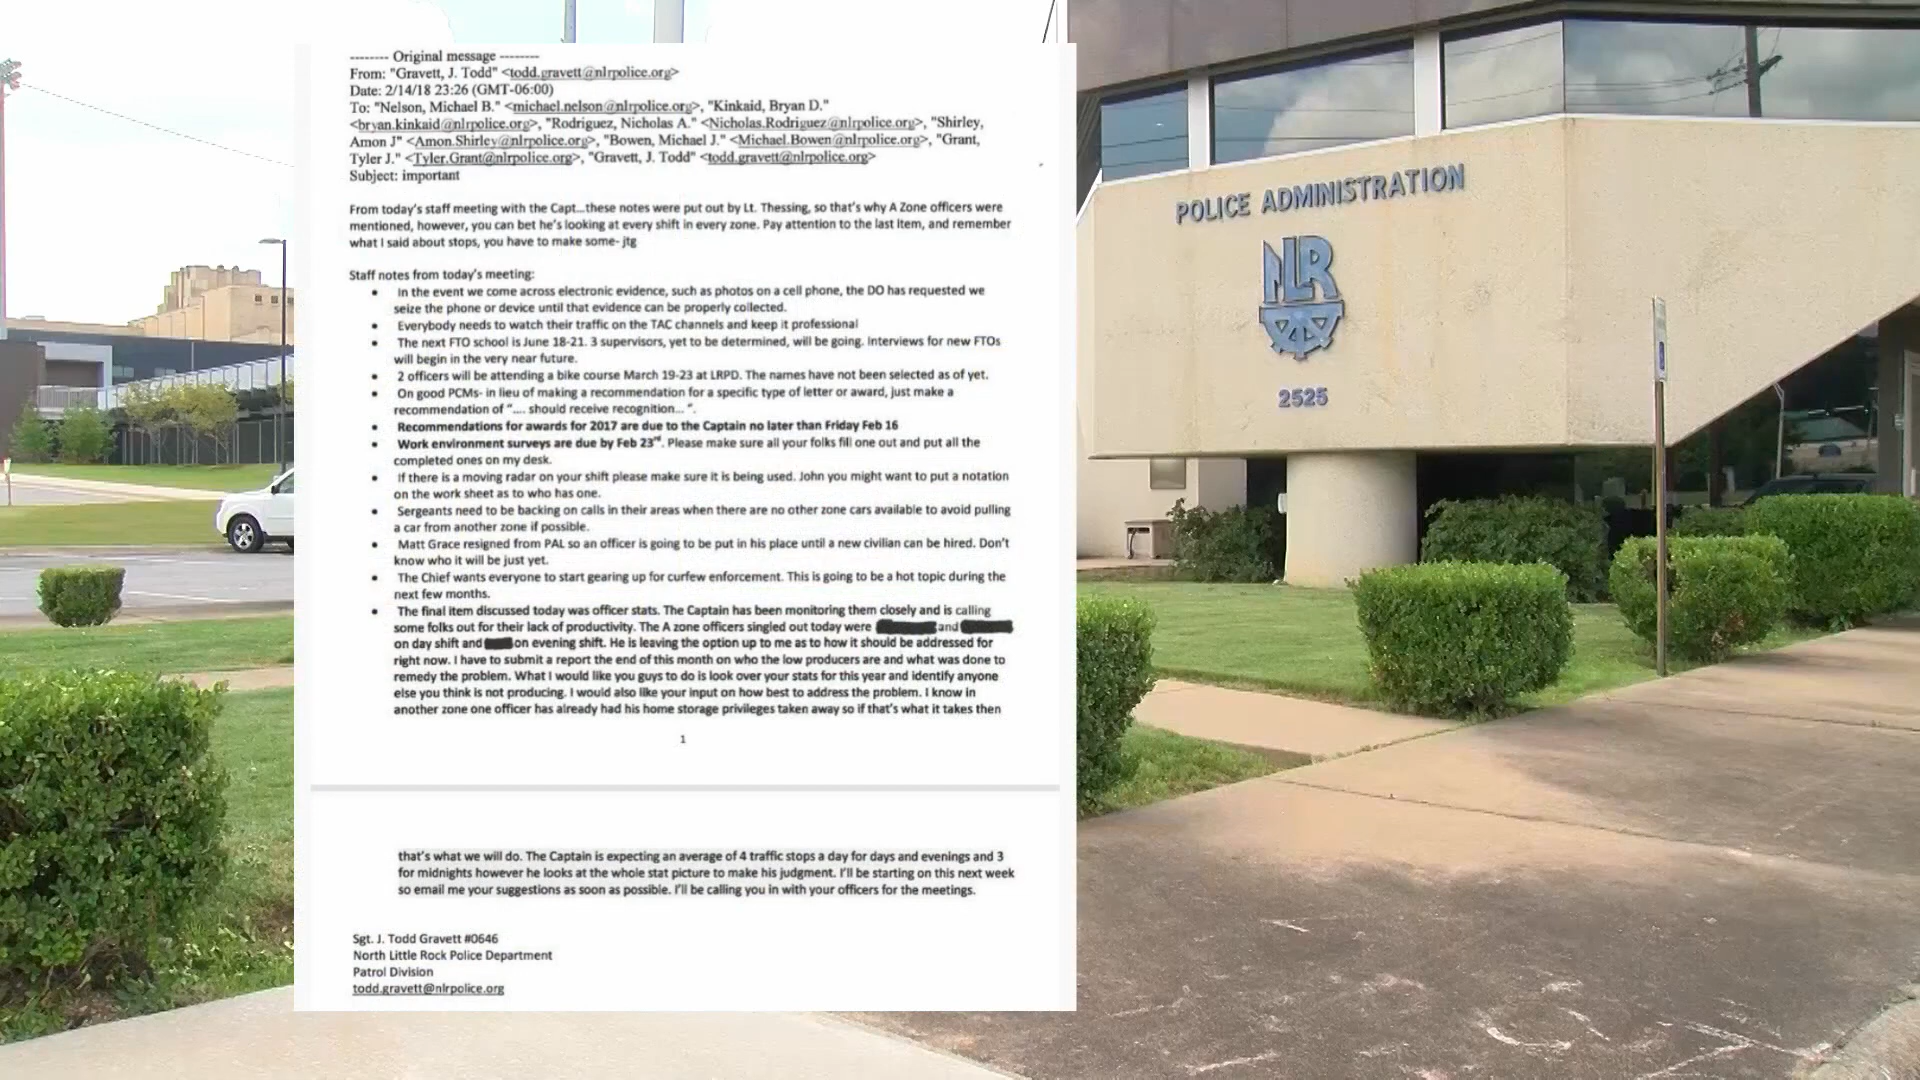 -------- Original message --------
From: "Gravett, J. Todd" <todd.gravett@nlrpolice.org>
Date: 2/14/18 23:26 (GMT-06:00)
To: "Nelson, Michael B." <michael.nelson@nlrpolice.org>, "Kinkaid, Bryan D."
<bryan.kinkaid@nlrpolice.org>, "Rodriguez, Nicholas A." <Nicholas.Rodriguez@nlrpolice.org>, "Shirley,
Amon J" <Amon.Shirley@nlrpolice.org>, "Bowen, Michael J." <Michael.Bowen@nlrpolice.org>, "Grant,
Tyler J." <Tyler.Grant@nlrpolice.org>, "Gravett, J. Todd" <todd.gravett@nlrpolice.org>
Subject: important
From today's staff meeting with the Capt...these notes were put out by Lt. Thessing, so that's why A Zone officers were
mentioned, however, you can bet he's looking at every shift in every zone. Pay attention to the last item, and remember
what I said about stops, you have to make some- jtg
Staff notes from today's meeting:
• In the event we come across electronic evidence, such as photos on a cell phone, the DO has requested we
seize the phone or device until that evidence can be properly collected.
• Everybody needs to watch their traffic on the TAC channels and keep it professional
• The next FTO school is June 18-21. 3 supervisors, yet to be determined, will be going. Interviews for new FTOs
will begin in the very near future.
• 2 officers will be attending a bike course March 19-23 at LRPD. The names have not been selected as of yet.
• On good PCMs- in lieu of making a recommendation for a specific type of letter or award, just make a
recommendation of ".... should receive recognition... ".
• Recommendations for awards for 2017 are due to the Captain no later than Friday Feb 16
• Work environment surveys are due by Feb 23rd. Please make sure all your folks fill one out and put all the
completed ones on my desk.
• If there is a moving radar on your shift please make sure it is being used. John you might want to put a notation
on the work sheet as to who has one.
• Sergeants need to be backing on calls in their areas when there are no other zone cars available to avoid pulling
a car from another zone if possible.
• Matt Grace resigned from PAL so an officer is going to be put in his place until a new civilian can be hired. Don't
know who it will be just yet.
• The Chief wants everyone to start gearing up for curfew enforcement. This is going to be a hot topic during the
next few months.
• The final item discussed today was officer stats. The Captain has been monitoring them closely and is calling
some folks out for their lack of productivity. The A zone officers singled out today were and
on day shift and on evening shift. He is leaving the option up to me as to how it should be addressed for
right now. I have to submit a report the end of this month on who the low producers are and what was done to
remedy the problem. What I would like you guys to do is look over your stats for this year and identify anyone
else you think is not producing. I would also like your input on how best to address the problem. I know in
another zone one officer has already had his home storage privileges taken away so if that's what it takes then
1
that's what we will do. The Captain is expecting an average of 4 traffic stops a day for days and evenings and 3
for midnights however he looks at the whole stat picture to make his judgment. I'll be starting on this next week
so email me your suggestions as soon as possible. I'll be calling you in with your officers for the meetings.
Sgt. J. Todd Gravett #0646
North Little Rock Police Department
Patrol Division
todd.gravett@nlrpolice.org
POLICE ADMINISTRATION
NLR
2525